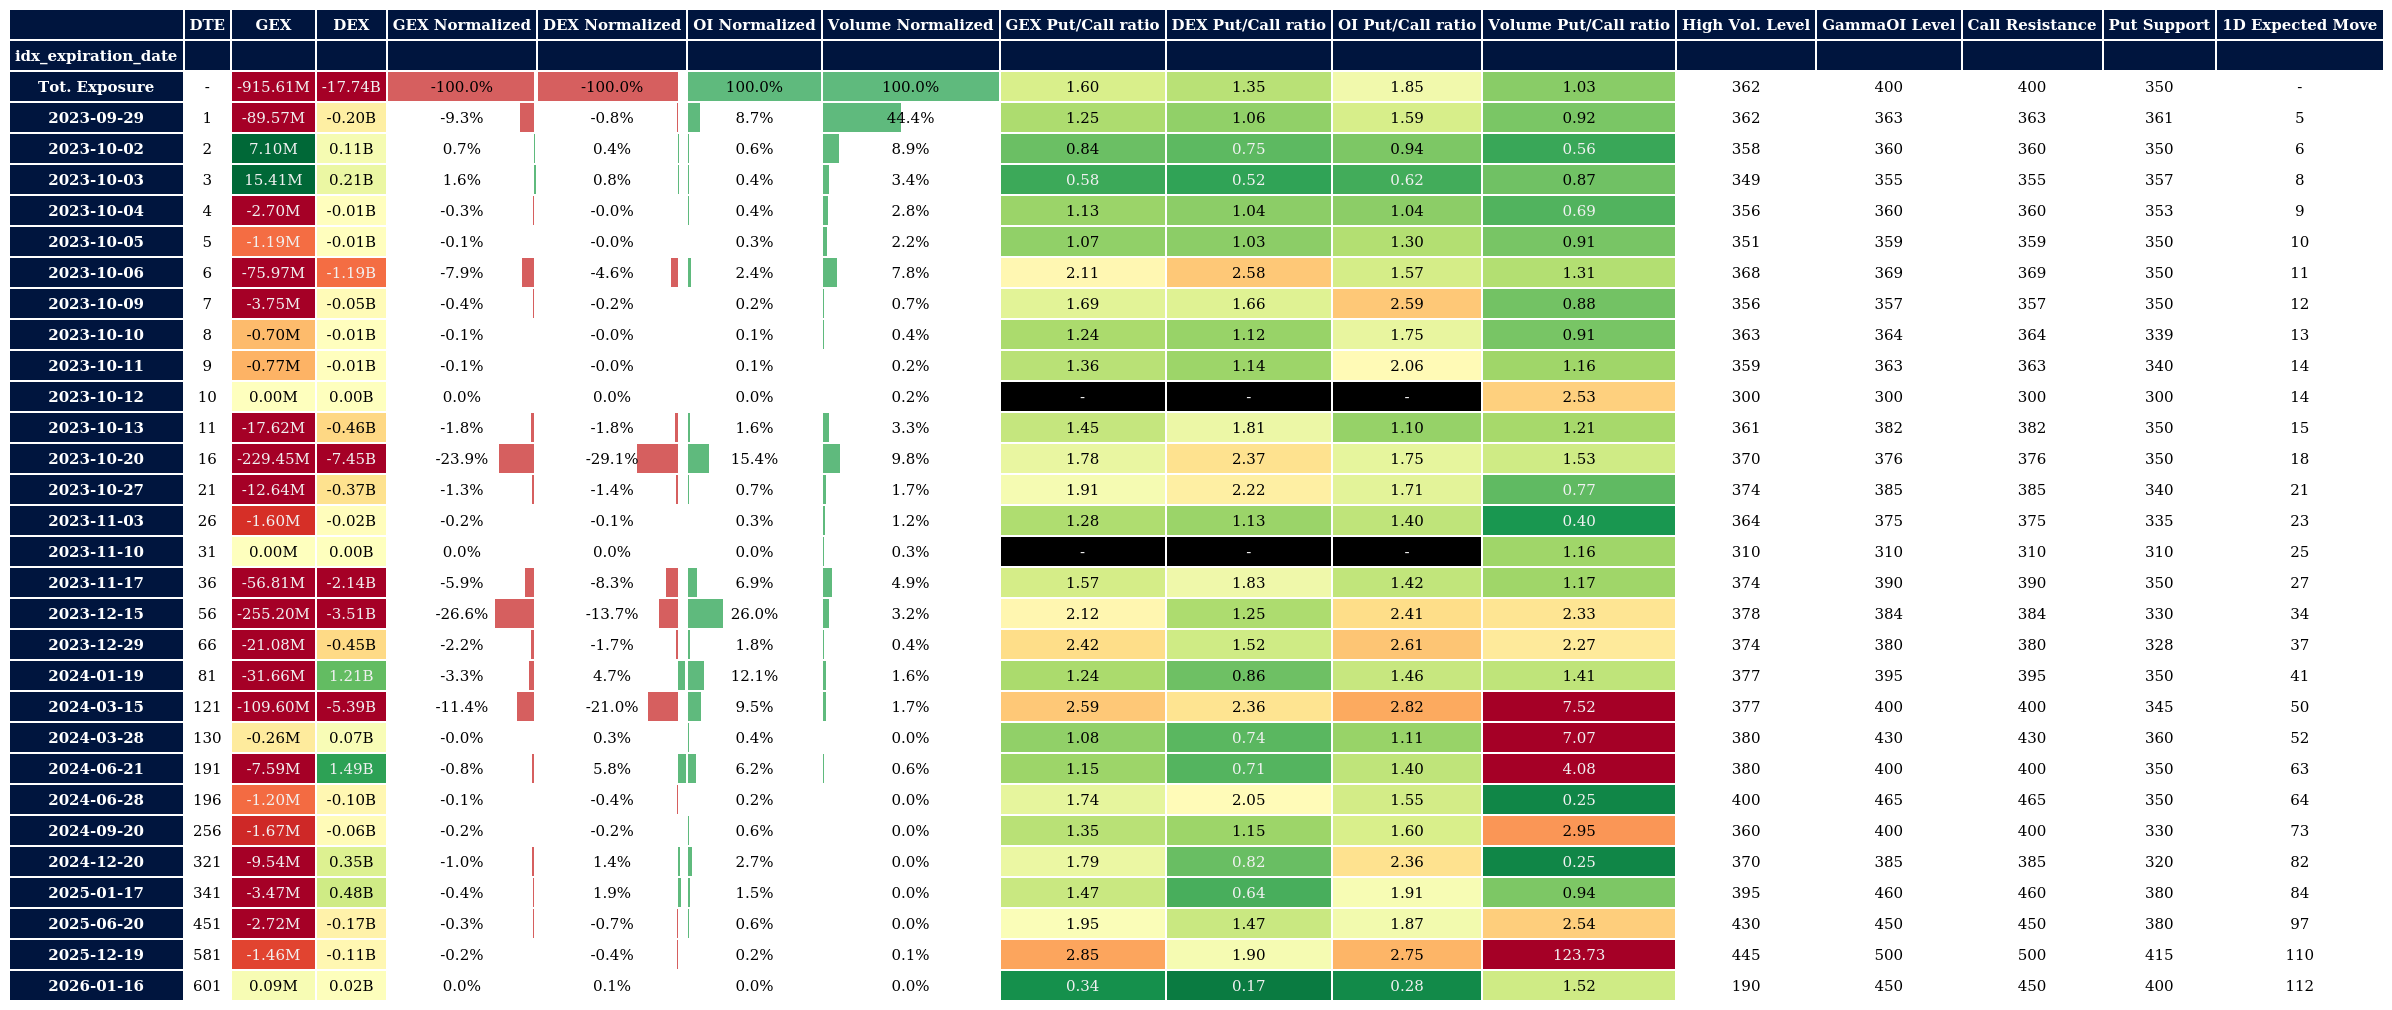 DTE GEX DEX GEX Normalized DEX Normalized OI Normalized Volume Normalized GEX Put/Call ratio DEX Put/Call ratio OI Put/Call ratio Volume Put/Call ratio High Vol. Level GammaOI Level Call Resistance Put Support 1D Expected Move
idx_expiration_date
Tot. Exposure - -915.61M -17.74B -100.0% -100.0% 100.0% 100.0% 1.60 1.35 1.85 1.03 362 400 400 350 -
2023-09-29 1 -89.57M -0.20B -9.3% -0.8% 8.7% 44.4% 1.25 1.06 1.59 0.92 362 363 363 361 5
2023-10-02 2 7.10M 0.11B 0.7% 0.4% 0.6% 8.9% 0.84 0.75 0.94 0.56 358 360 360 350 6
2023-10-03 3 15.41M 0.21B 1.6% 0.8% 0.4% 3.4% 0.58 0.52 0.62 0.87 349 355 355 357 8
2023-10-04 4 -2.70M -0.01B -0.3% -0.0% 0.4% 2.8% 1.13 1.04 1.04 0.69 356 360 360 353 9
2023-10-05 5 -1.19M -0.01B -0.1% -0.0% 0.3% 2.2% 1.07 1.03 1.30 0.91 351 359 359 350 10
2023-10-06 6 -75.97M -1.19B -7.9% -4.6% 2.4% 7.8% 2.11 2.58 1.57 1.31 368 369 369 350 11
2023-10-09 7 -3.75M -0.05B -0.4% -0.2% 0.2% 0.7% 1.69 1.66 2.59 0.88 356 357 357 350 12
2023-10-10 8 -0.70M -0.01B -0.1% -0.0% 0.1% 0.4% 1.24 1.12 1.75 0.91 363 364 364 339 13
2023-10-11 9 -0.77M -0.01B -0.1% -0.0% 0.1% 0.2% 1.36 1.14 2.06 1.16 359 363 363 340 14
2023-10-12 10 0.00M 0.00B 0.0% 0.0% 0.0% 0.2% - - - 2.53 300 300 300 300 14
2023-10-13 11 -17.62M -0.46B -1.8% -1.8% 1.6% 3.3% 1.45 1.81 1.10 1.21 361 382 382 350 15
2023-10-20 16 -229.45M -7.45B -23.9% -29.1% 15.4% 9.8% 1.78 2.37 1.75 1.53 370 376 376 350 18
2023-10-27 21 -12.64M -0.37B -1.3% -1.4% 0.7% 1.7% 1.91 2.22 1.71 0.77 374 385 385 340 21
2023-11-03 26 -1.60M -0.02B -0.2% -0.1% 0.3% 1.2% 1.28 1.13 1.40 0.40 364 375 375 335 23
2023-11-10 31 0.00M 0.00B 0.0% 0.0% 0.0% 0.3% - - - 1.16 310 310 310 310 25
2023-11-17 36 -56.81M -2.14B -5.9% -8.3% 6.9% 4.9% 1.57 1.83 1.42 1.17 374 390 390 350 27
2023-12-15 56 -255.20M -3.51B -26.6% -13.7% 26.0% 3.2% 2.12 1.25 2.41 2.33 378 384 384 330 34
2023-12-29 66 -21.08M -0.45B -2.2% -1.7% 1.8% 0.4% 2.42 1.52 2.61 2.27 374 380 380 328 37
2024-01-19 81 -31.66M 1.21B -3.3% 4.7% 12.1% 1.6% 1.24 0.86 1.46 1.41 377 395 395 350 41
2024-03-15 121 -109.60M -5.39B -11.4% -21.0% 9.5% 1.7% 2.59 2.36 2.82 7.52 377 400 400 345 50
2024-03-28 130 -0.26M 0.07B -0.0% 0.3% 0.4% 0.0% 1.08 0.74 1.11 7.07 380 430 430 360 52
2024-06-21 191 -7.59M 1.49B -0.8% 5.8% 6.2% 0.6% 1.15 0.71 1.40 4.08 380 400 400 350 63
2024-06-28 196 -1.20M -0.10B -0.1% -0.4% 0.2% 0.0% 1.74 2.05 1.55 0.25 400 465 465 350 64
2024-09-20 256 -1.67M -0.06B -0.2% -0.2% 0.6% 0.0% 1.35 1.15 1.60 2.95 360 400 400 330 73
2024-12-20 321 -9.54M 0.35B -1.0% 1.4% 2.7% 0.0% 1.79 0.82 2.36 0.25 370 385 385 320 82
2025-01-17 341 -3.47M 0.48B -0.4% 1.9% 1.5% 0.0% 1.47 0.64 1.91 0.94 395 460 460 380 84
2025-06-20 451 -2.72M -0.17B -0.3% -0.7% 0.6% 0.0% 1.95 1.47 1.87 2.54 430 450 450 380 97
2025-12-19 581 -1.46M -0.11B -0.2% -0.4% 0.2% 0.1% 2.85 1.90 2.75 123.73 445 500 500 415 110
2026-01-16 601 0.09M 0.02B 0.0% 0.1% 0.0% 0.0% 0.34 0.17 0.28 1.52 190 450 450 400 112